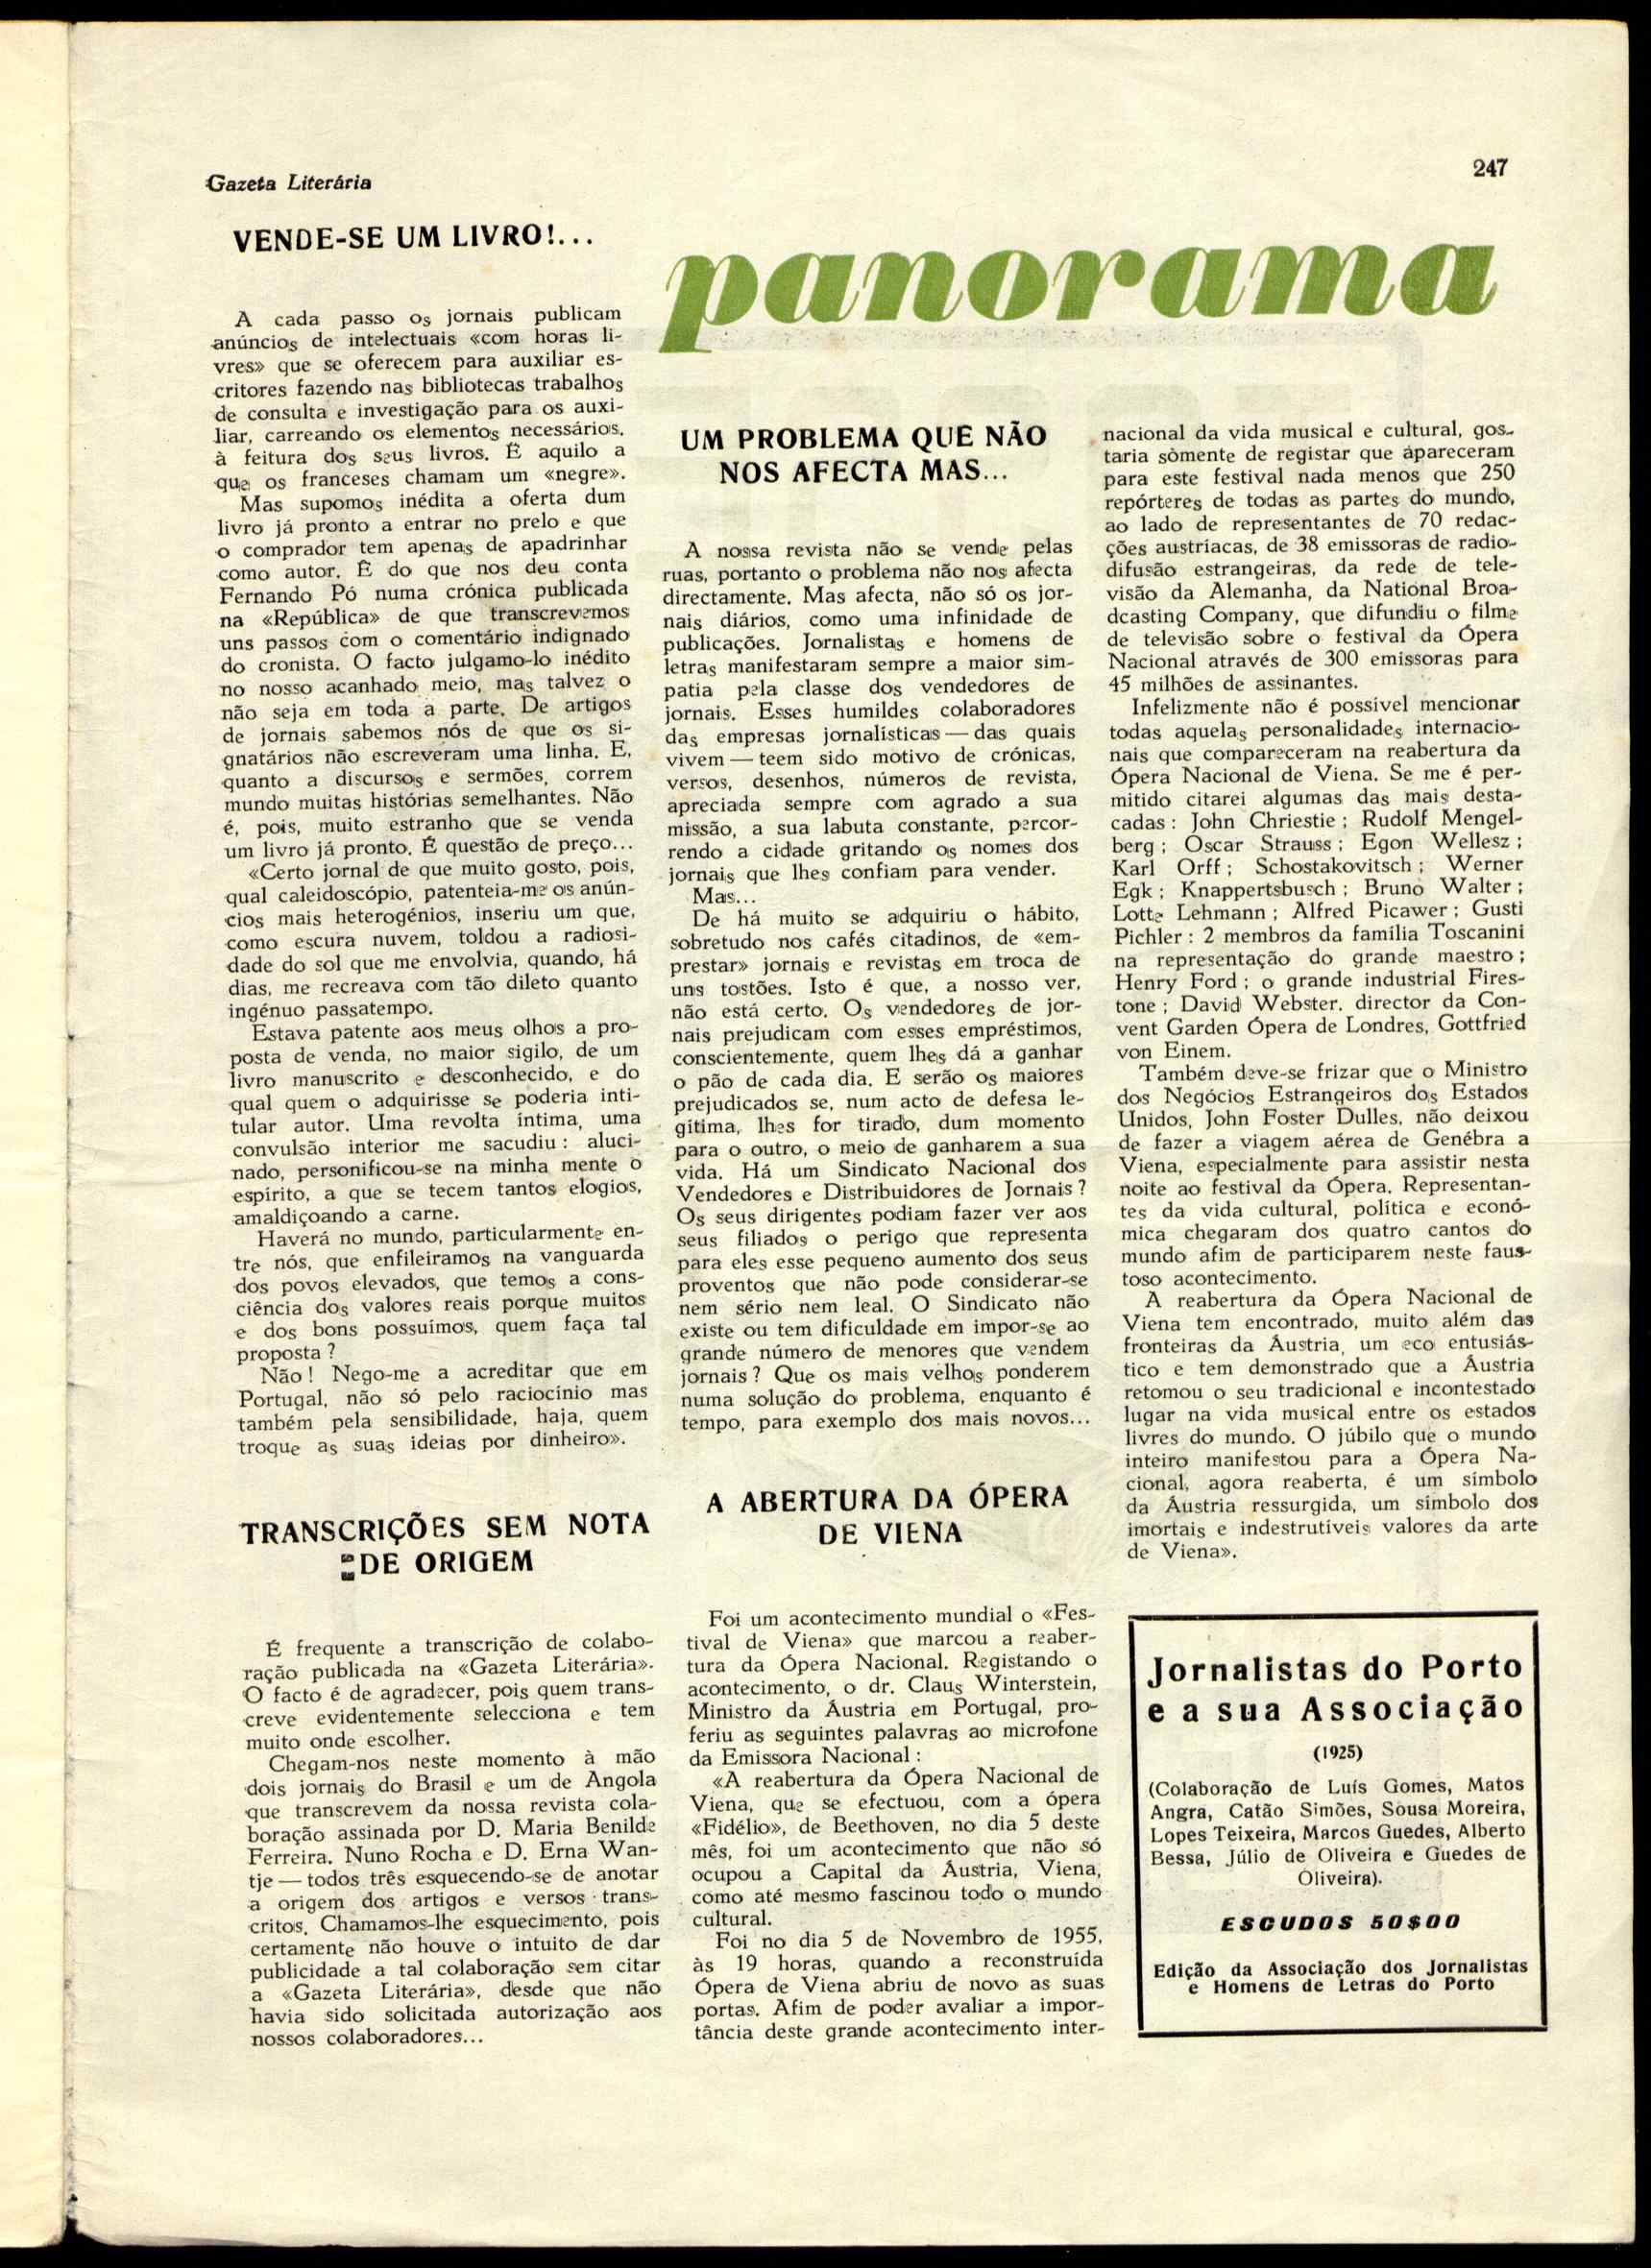 Gazeta Literária
247
panorama
VENDE-SE UM LIVRO!...
A cada passo os jornais publicam
anúncios de intelectuais «com horas li-
vres» que se oferecem para auxiliar es-
critores fazendo nas bibliotecas trabalhos
de consulta e investigação para os auxi-
liar, carreando os elementos necessários,
à feitura dos seus livros. É aquilo a
que os franceses chamam um «negre».
Mas supomos inédita a oferta dum
livro já pronto a entrar no prelo e que
o comprador tem apenas de apadrinhar
como autor. É do que nos deu conta
Fernando Pó numa crónica publicada
na «República» de que transcrevemos
uns passos com o comentário indignado
do cronista. O facto julgamo-lo inédito
no nosso acanhado meio, mas talvez o
não seja em toda a parte. De artigos
de jornais sabemos nós de que os si-
gnatários não escreveram uma linha. E,
quanto a discursos e sermões, correm
mundo muitas histórias semelhantes. Não
é, pois, muito estranho que se venda
um livro já pronto. É questão de preço...
«Certo jornal de que muito gosto, pois,
qual caleidoscópio, patenteia-me os anún-
cios mais heterogénios, inseriu um que,
como escura nuvem, toldou a radiosi-
dade do sol que me envolvia, quando, há
dias, me recreava com tão dileto quanto
ingénuo passatempo.
Estava patente aos meus olhos a pro-
posta de venda, no maior sigilo, de um
livro manuscrito e desconhecido, e do
qual quem o adquirisse se poderia inti-
tular autor. Uma revolta íntima, uma
convulsão interior me sacudiu: aluci-
nado, personificou-se na minha mente o
espírito, a que se tecem tantos elogios,
amaldiçoando a carne.
Haverá no mundo, particularmente en-
tre nós, que enfileiramos na vanguarda
dos povos elevados, que temos a cons-
ciência dos valores reais porque muitos
e dos bons possuímos, quem faça tal
proposta?
Não! Nego-me a acreditar que em
Portugal, não só pelo raciocínio mas
também pela sensibilidade, haja, quem
troque as suas ideias por dinheiro».
TRANSCRIÇÕES SEM NOTA
DE ORIGEM
É frequente a transcrição de colabo-
ração publicada na «Gazeta Literária».
O facto é de agradecer, pois quem trans-
creve evidentemente selecciona e tem
muito onde escolher.
Chegam-nos neste momento à mão
dois jornais do Brasil e um de Angola
que transcrevem da nossa revista cola-
boração assinada por D. Maria Benilde
Ferreira. Nuno Rocha e D. Erna Wan-
tje — todos três esquecendo-se de anotar
a origem dos artigos e versos trans-
critos. Chamamos-lhe esquecimento, pois
certamente não houve o intuito de dar
publicidade a tal colaboração sem citar
a «Gazeta Literária», desde que não
havia sido solicitada autorização aos
nossos colaboradores...
UM PROBLEMA QUE NÃO
NOS AFECTA MAS...
A nossa revista não se vende pelas
ruas, portanto o problema não nos afecta
directamente. Mas afecta, não só os jor-
nais diários, como uma infinidade de
publicações. Jornalistas e homens de
letras manifestaram sempre a maior sim-
patia pela classe dos vendedores de
jornais. Esses humildes colaboradores
das empresas jornalísticas — das quais
vivem — teem sido motivo de crónicas,
versos, desenhos, números de revista,
apreciada sempre com agrado a sua
missão, a sua labuta constante, percor-
rendo a cidade gritando os nomes dos
jornais que lhes confiam para vender.
Mas...
De há muito se adquiriu o hábito,
sobretudo nos cafés citadinos, de «em-
prestar» jornais e revistas em troca de
uns tostões. Isto é que, a nosso ver,
não está certo. Os vendedores de jor-
nais prejudicam com esses empréstimos,
conscientemente, quem lhes dá a ganhar
o pão de cada dia. E serão os maiores
prejudicados se, num acto de defesa le-
gítima, lhes for tirado, dum momento
para o outro, o meio de ganharem a sua
vida. Há um Sindicato Nacional dos
Vendedores e Distribuidores de Jornais?
Os seus dirigentes podiam fazer ver aos
seus filiados o perigo que representa
para eles esse pequeno aumento dos seus
proventos que não pode considerar-se
nem sério nem leal. O Sindicato não
existe ou tem dificuldade em impor-se ao
grande número de menores que vendem
jornais? Que os mais velhos ponderem
numa solução do problema, enquanto é
tempo, para exemplo dos mais novos...
A ABERTURA DA ÓPERA
DE VIENA
Foi um acontecimento mundial o «Fes-
tival de Viena» que marcou a reaber-
tura da Ópera Nacional. Registando o
acontecimento, o dr. Claus Winterstein,
Ministro da Áustria em Portugal, pro-
feriu as seguintes palavras ao microfone
da Emissora Nacional:
«A reabertura da Ópera Nacional de
Viena, que se efectuou, com a ópera
«Fidélio», de Beethoven, no dia 5 deste
mês, foi um acontecimento que não só
ocupou a Capital da Áustria, Viena,
como até mesmo fascinou todo o mundo
cultural.
Foi no dia 5 de Novembro de 1955,
às 19 horas, quando a reconstruída
Ópera de Viena abriu de novo as suas
portas. Afim de poder avaliar a impor-
tância deste grande acontecimento inter-
nacional da vida musical e cultural, gos-
taria sòmente de registar que apareceram
para este festival nada menos que 250
repórteres de todas as partes do mundo,
ao lado de representantes de 70 redac-
ções austríacas, de 38 emissoras de radio-
difusão estrangeiras, da rede de tele-
visão da Alemanha, da National Broa-
dcasting Company, que difundiu o filme
de televisão sobre o festival da Ópera
Nacional através de 300 emissoras para
45 milhões de assinantes.
Infelizmente não é possível mencionar
todas aquelas personalidades internacio-
nais que compareceram na reabertura da
Ópera Nacional de Viena. Se me é per-
mitido citarei algumas das mais desta-
cadas: John Chriestie; Rudolf Mengel-
berg; Oscar Strauss; Egon Wellesz;
Karl Orff; Schostakovitsch; Werner
Egk; Knappertsbusch; Bruno Walter;
Lotte Lehmann; Alfred Picawer; Gusti
Pichler: 2 membros da família Toscanini
na representação do grande maestro;
Henry Ford; o grande industrial Fires-
tone; David Webster. director da Con-
vent Garden Ópera de Londres, Gottfried
von Einem.
Também deve-se frizar que o Ministro
dos Negócios Estrangeiros dos Estados
Unidos, John Foster Dulles, não deixou
de fazer a viagem aérea de Genébra a
Viena, especialmente para assistir nesta
noite ao festival da Ópera. Representan-
tes da vida cultural, política e econó-
mica chegaram dos quatro cantos do
mundo afim de participarem neste faus-
toso acontecimento.
A reabertura da Ópera Nacional de
Viena tem encontrado, muito além das
fronteiras da Áustria, um eco entusiás-
tico e tem demonstrado que a Áustria
retomou o seu tradicional e incontestado
lugar na vida musical entre os estados
livres do mundo. O júbilo que o mundo
inteiro manifestou para a Ópera Na-
cional, agora reaberta, é um símbolo
da Áustria ressurgida, um símbolo dos
imortais e indestrutíveis valores da arte
de Viena».
Jornalistas do Porto
e a sua Associação
(1925)
(Colaboração de Luís Gomes, Matos
Angra, Catão Simões, Sousa Moreira,
Lopes Teixeira, Marcos Guedes, Alberto
Bessa, Júlio de Oliveira e Guedes de
Oliveira).
ESCUDOS 50$00
Edição da Associação dos Jornalistas
e Homens de Letras do Porto